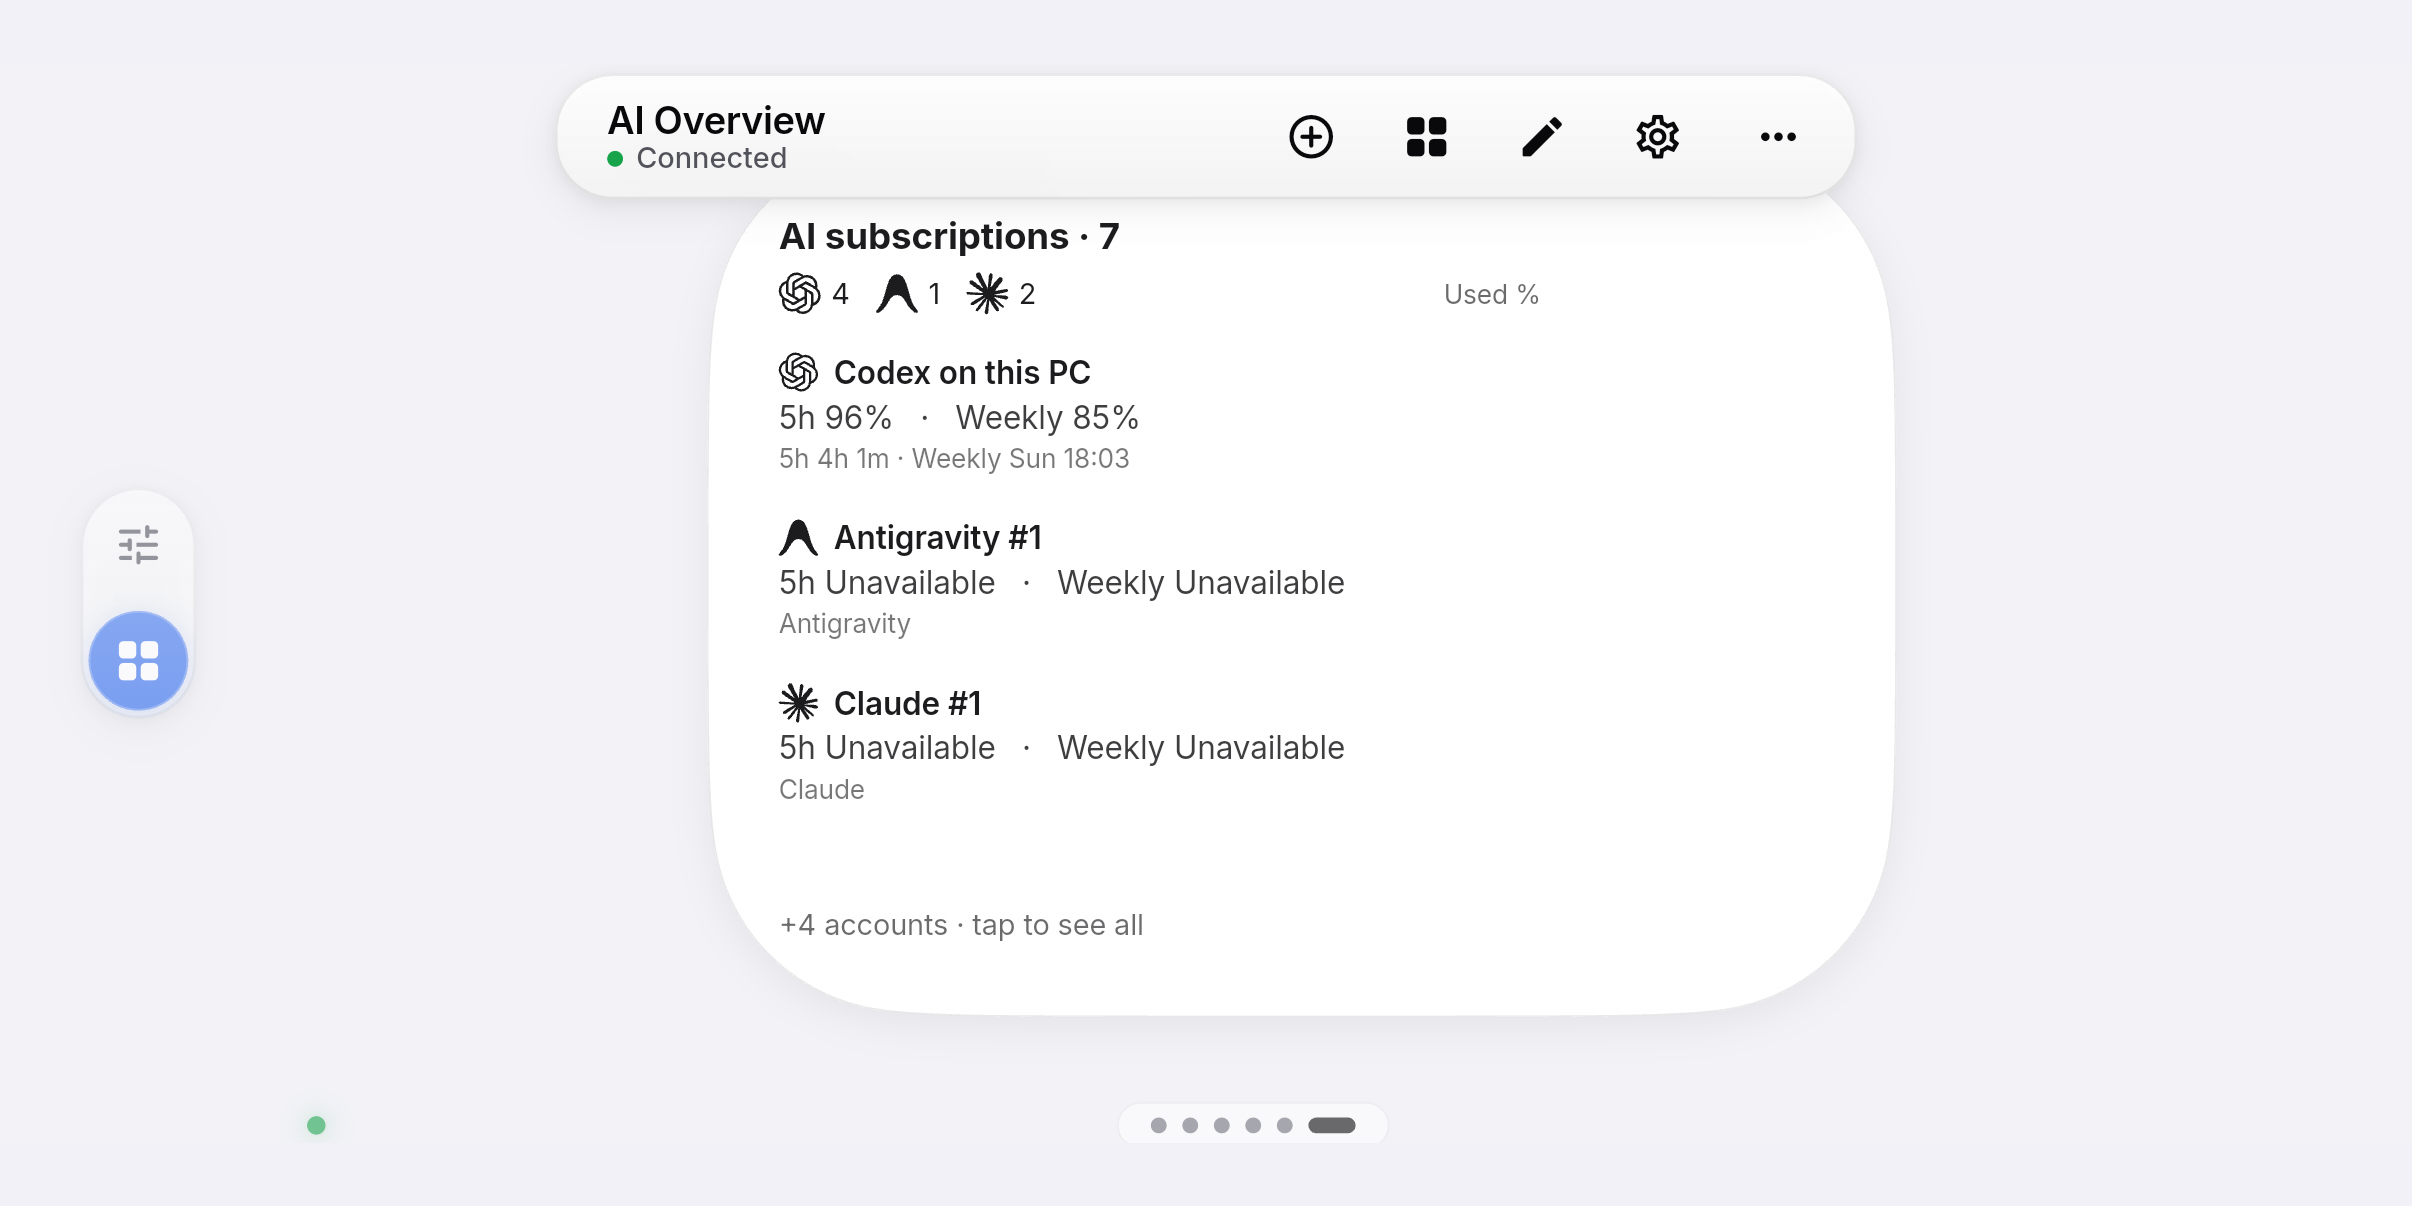 AI Overview
Connected
AI subscriptions · 7
4 1 2 Used %
Codex on this PC
5h 96% · Weekly 85%
5h 4h 1m · Weekly Sun 18:03
Antigravity #1
5h Unavailable · Weekly Unavailable
Antigravity
Claude #1
5h Unavailable · Weekly Unavailable
Claude
+4 accounts · tap to see all